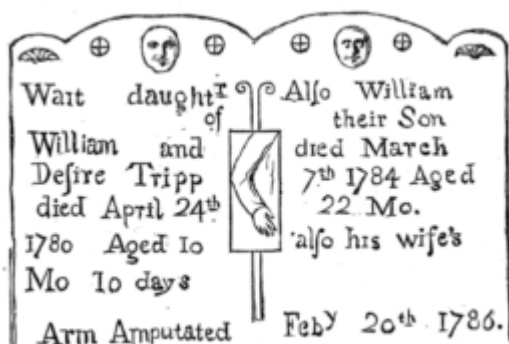 Wait daughtr
of
William and
Deſire Tripp
died April 24th
1780 Aged 10
Mo 10 days
Arm Amputated
Alſo William
their Son
died March
7th 1784 Aged
22 Mo.
alſo his wife's
Feby 20th 1786.